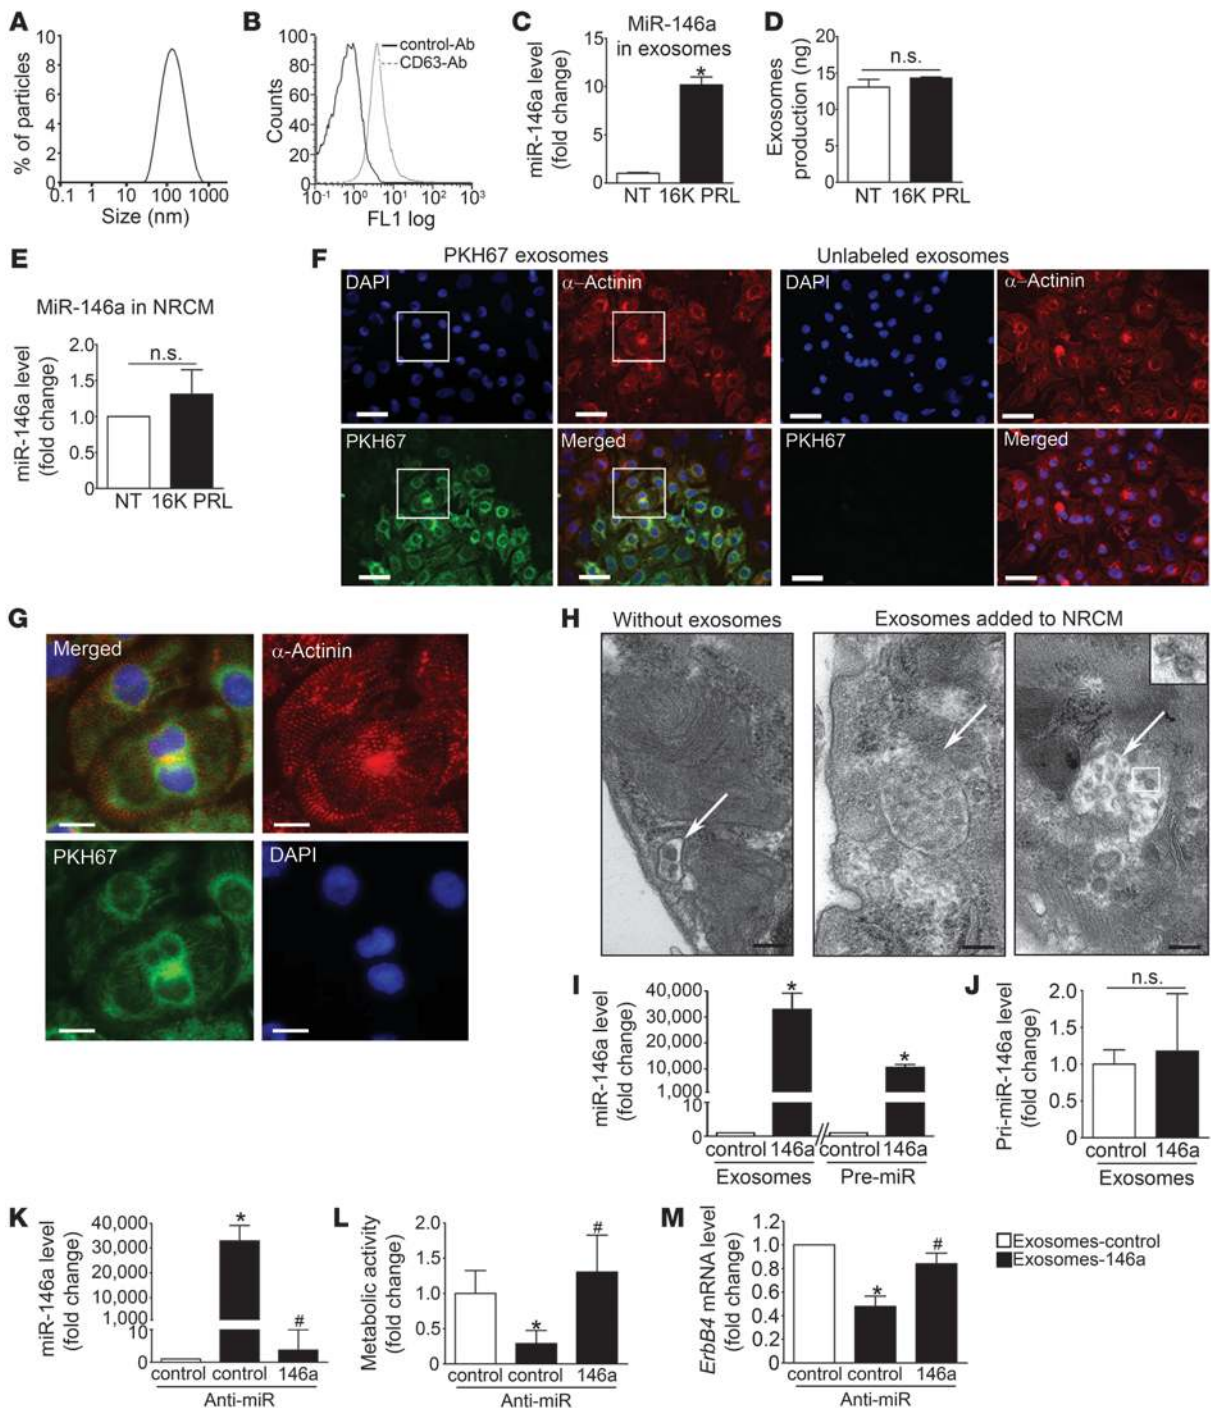 A
% of particles
10
8
6
4
2
0
0.1 1 10 100 1000
Size (nm)
B
Counts
100
80
60
40
20
0
control-Ab
CD63-Ab
10-1 100 101 102 103
FL1 log
C
MiR-146a
in exosomes
miR-146a level
(fold change)
15
10
5
0
*
NT 16K PRL
D
Exosomes
production (ng)
20
15
10
5
0
n.s.
NT 16K PRL
E
MiR-146a in NRCM
miR-146a level
(fold change)
2.0
1.5
1.0
0.5
0
n.s.
NT 16K PRL
F
PKH67 exosomes
Unlabeled exosomes
DAPI
α–Actinin
DAPI
α–Actinin
PKH67
Merged
PKH67
Merged
G
Merged
α-Actinin
PKH67
DAPI
H
Without exosomes
Exosomes added to NRCM
I
miR-146a level
(fold change)
40,000
30,000
20,000
10,000
1,000
10
0
*
*
control 146a control 146a
Exosomes Pre-miR
J
Pri-miR-146a level
(fold change)
2.0
1.5
1.0
0.5
0
n.s.
control 146a
Exosomes
K
miR-146a level
(fold change)
40,000
30,000
20,000
10,000
1,000
10
0
*
#
control control 146a
Anti-miR
L
Metabolic activity
(fold change)
2.0
1.5
1.0
0.5
0
*
#
control control 146a
Anti-miR
M
ErbB4 mRNA level
(fold change)
1.2
1
0.8
0.6
0.4
0.2
0
*
#
control control 146a
Anti-miR
Exosomes-control
Exosomes-146a